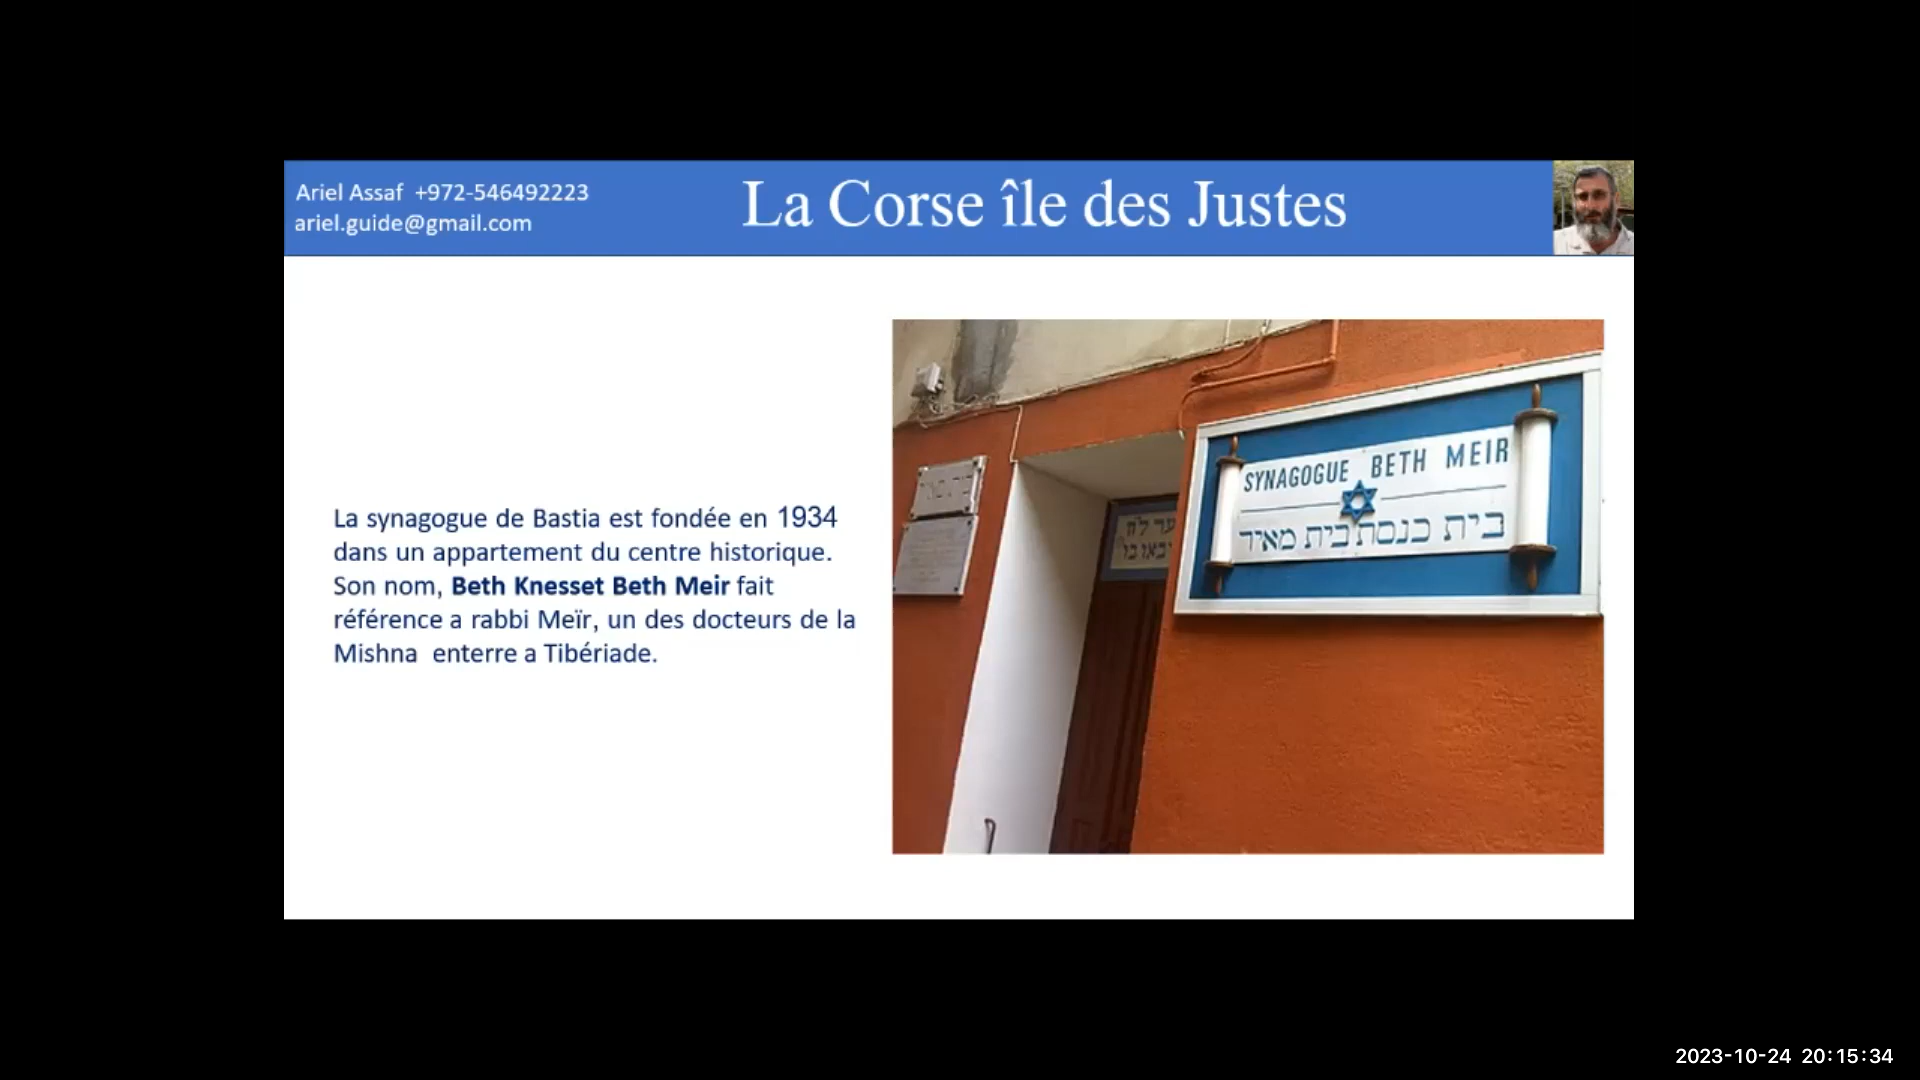 Ariel Assaf +972-546492223
ariel.guide@gmail.com
La Corse île des Justes
La synagogue de Bastia est fondée en 1934
dans un appartement du centre historique.
Son nom, Beth Knesset Beth Meir fait
référence a rabbi Meïr, un des docteurs de la
Mishna  enterre a Tibériade.
SYNAGOGUE BETH MEIR
בית כנסת בית מאיר
יבאו בו
2023-10-24 20:15:34